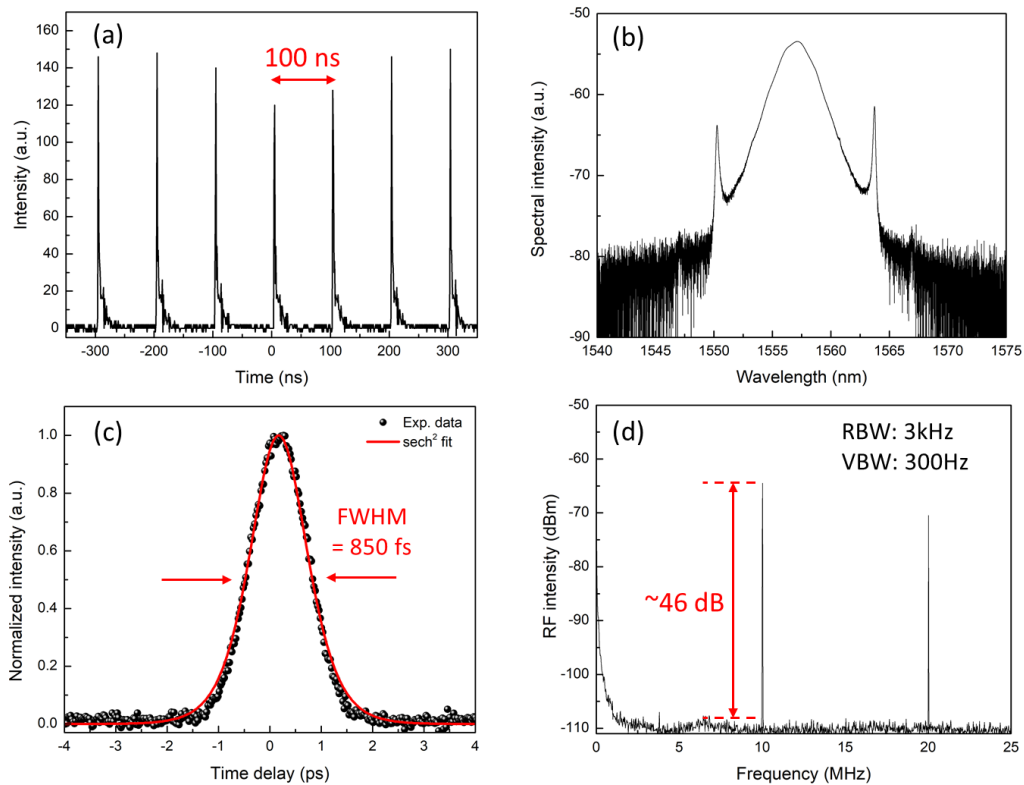 (a)
100 ns
160
140
120
100
80
60
40
20
0
Intensity (a.u.)
-300 -200 -100 0 100 200 300
Time (ns)
(b)
-50
-60
-70
-80
-90
Spectral intensity (a.u.)
1540 1545 1550 1555 1560 1565 1570 1575
Wavelength (nm)
(c)
Exp. data
sech² fit
FWHM
= 850 fs
1.0
0.8
0.6
0.4
0.2
0.0
Normalized intensity (a.u.)
-4 -3 -2 -1 0 1 2 3 4
Time delay (ps)
(d)
RBW: 3kHz
VBW: 300Hz
~46 dB
-50
-60
-70
-80
-90
-100
-110
RF intensity (dBm)
0 5 10 15 20 25
Frequency (MHz)